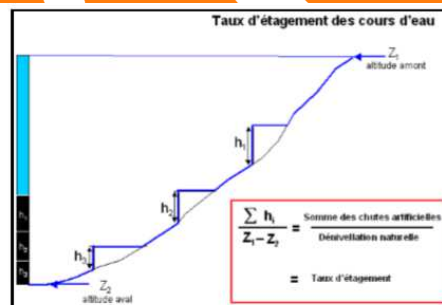 Taux d'étagement des cours d'eau
Z₁
altitude amont
h₁
h₂
h₃
h₁
h₂
h₃
Z₂
altitude aval
∑ hᵢ / Z₁ – Z₂ = Somme des chutes artificielles / Dénivellation naturelle
= Taux d'étagement